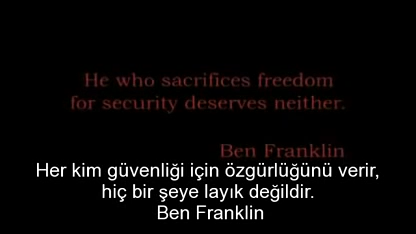 He who sacrifices freedom
for security deserves neither.
Ben Franklin
Her kim güvenliği için özgürlüğünü verir,
hiç bir şeye layık değildir.
Ben Franklin